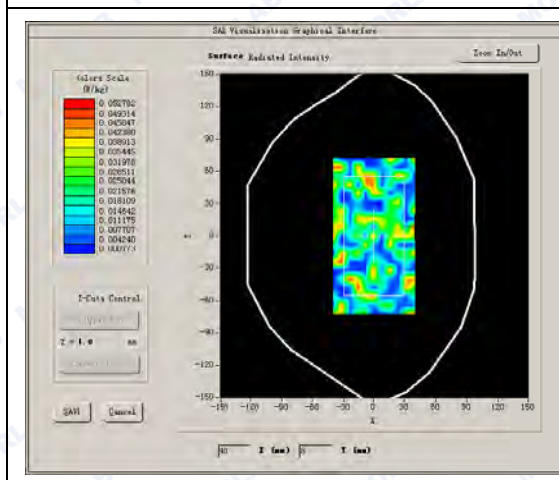 SAR Visualisation Graphical Interface
Surface Radiated Intensity
Zoom In/Out
Colors Scale
(W/kg)
0.052782
0.049314
0.045847
0.042380
0.038913
0.035445
0.031978
0.028511
0.025044
0.021576
0.018109
0.014642
0.011175
0.007707
0.004240
0.000773
150
120
90
60
30
0
-30
-60
-90
-120
-150
-150 -120 -90 -60 -30 0 30 60 90 120 150
X
Z-Cuts Control
Z = 1.0 mm
SAVE
Cancel
X (mm)
Y (mm)